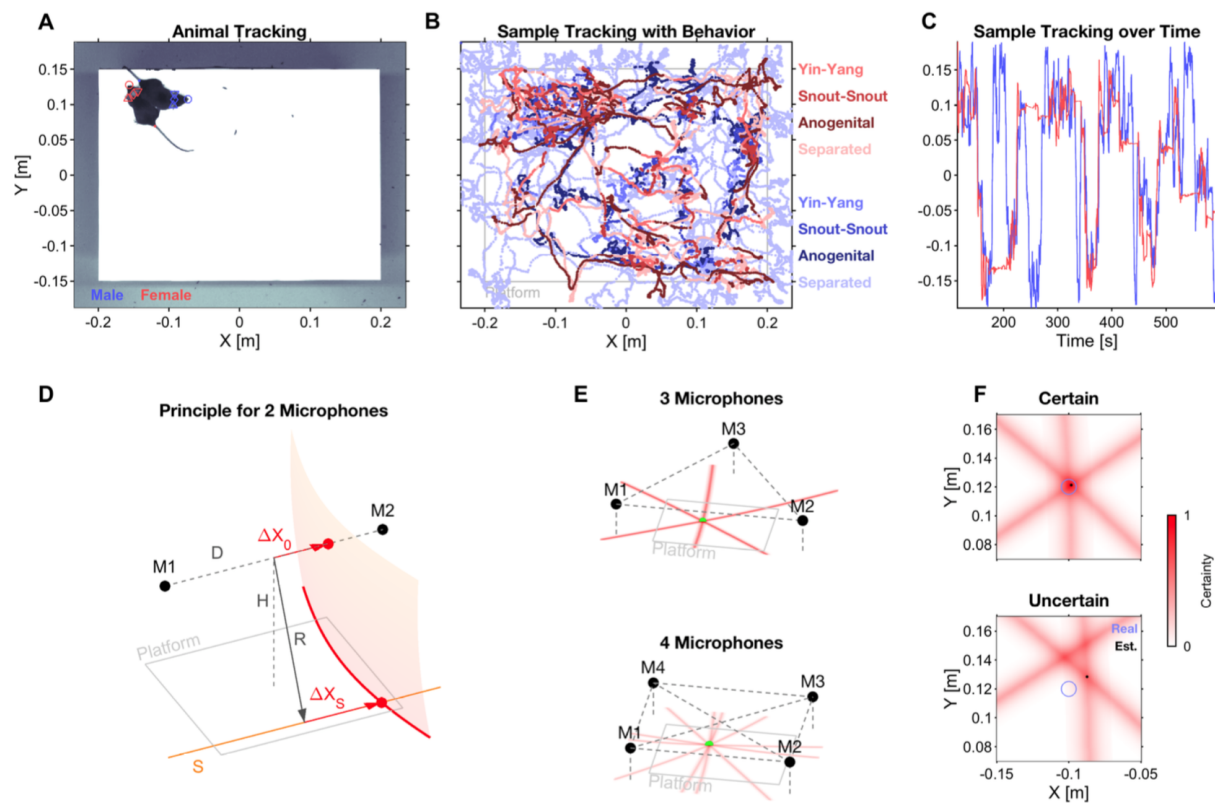 A
Animal Tracking
0.15
0.1
0.05
0
-0.05
-0.1
-0.15
Y [m]
Male Female
-0.2 -0.1 0 0.1 0.2
X [m]
B
Sample Tracking with Behavior
Yin-Yang
Snout-Snout
Anogenital
Separated
Yin-Yang
Snout-Snout
Anogenital
Separated
Platform
-0.2 -0.1 0 0.1 0.2
X [m]
C
Sample Tracking over Time
0.15
0.1
0.05
0
-0.05
-0.1
-0.15
200 300 400 500
Time [s]
D
Principle for 2 Microphones
M2
ΔX0
D
M1
H
R
Platform
ΔXS
S
E
3 Microphones
M3
M1
M2
Platform
4 Microphones
M4
M3
M1
M2
Platform
F
Certain
0.16
0.14
0.12
0.1
0.08
Y [m]
Uncertain
Real
Est.
0.16
0.14
0.12
0.1
0.08
Y [m]
-0.15 -0.1 -0.05
X [m]
1
0
Certainty